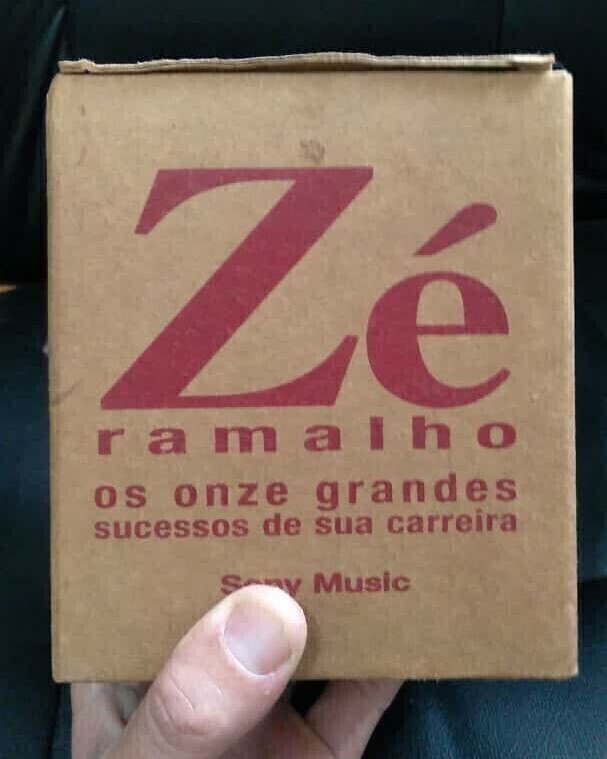 Zé
ramalho
os onze grandes
sucessos de sua carreira
Sony Music